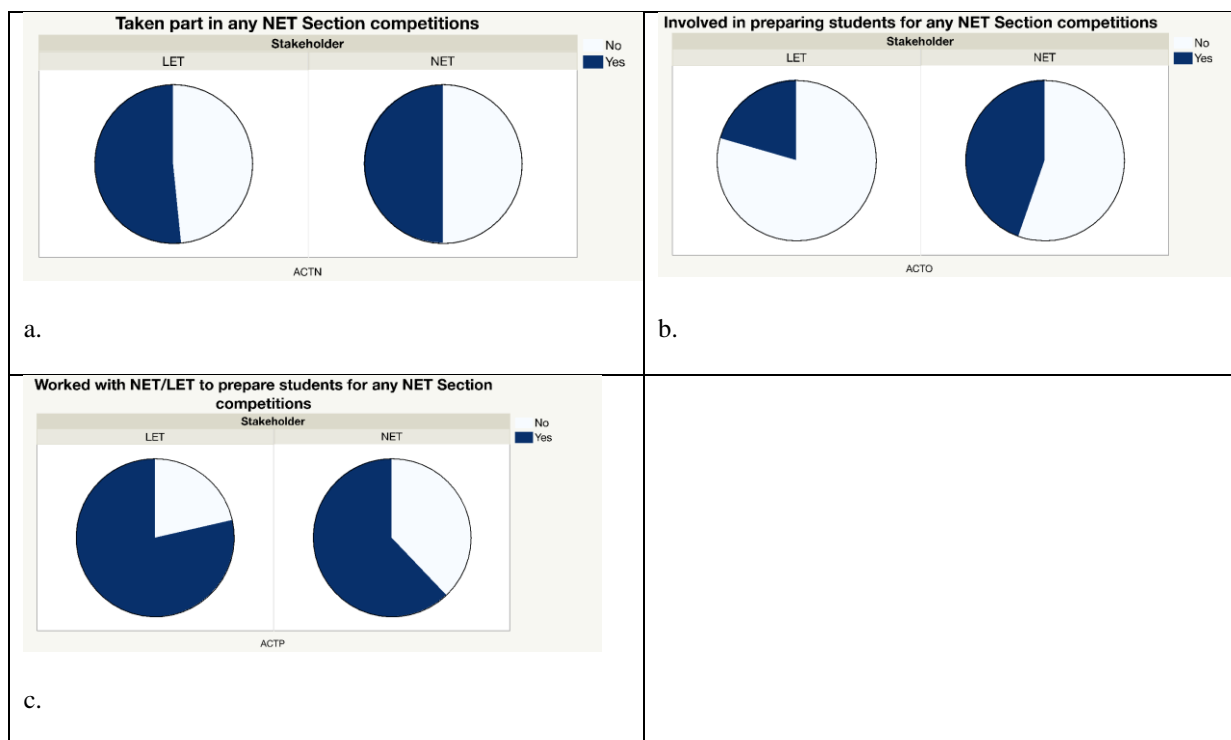 Taken part in any NET Section competitions
Stakeholder
LET NET
No
Yes
ACTN
a.
Involved in preparing students for any NET Section competitions
Stakeholder
LET NET
No
Yes
ACTO
b.
Worked with NET/LET to prepare students for any NET Section
competitions
Stakeholder
LET NET
No
Yes
ACTP
c.